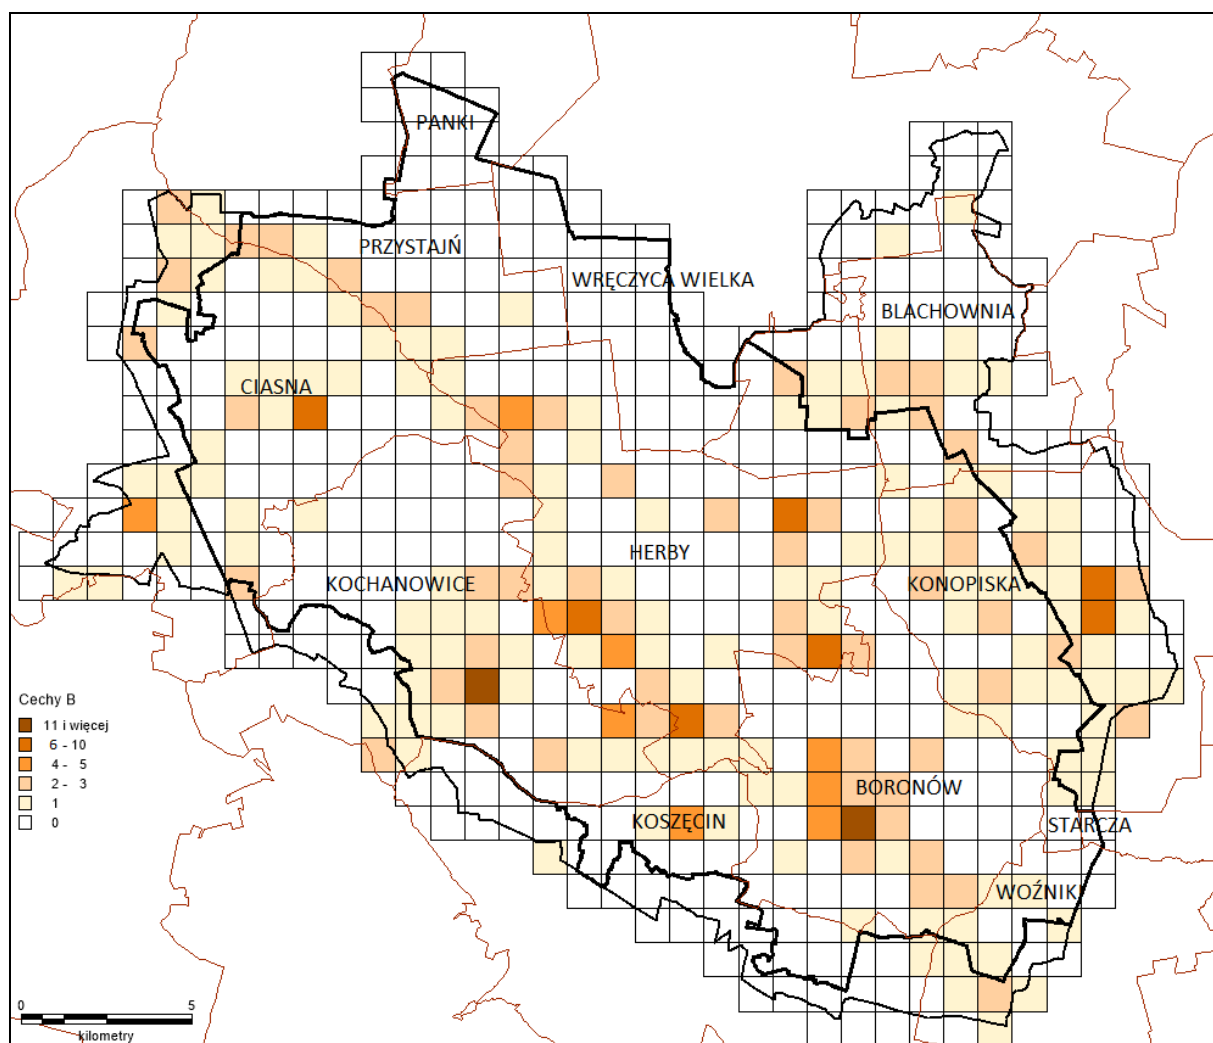 PANKI
PRZYSTAJŃ
WRĘCZYCA WIELKA
BLACHOWNIA
CIASNA
HERBY
KOCHANOWICE
KONOPISKA
Cechy B
11 i więcej
6 - 10
4 - 5
2 - 3
1
0
BORONÓW
KOSZĘCIN
STARCZA
WOŹNIKI
0 5
kilometry